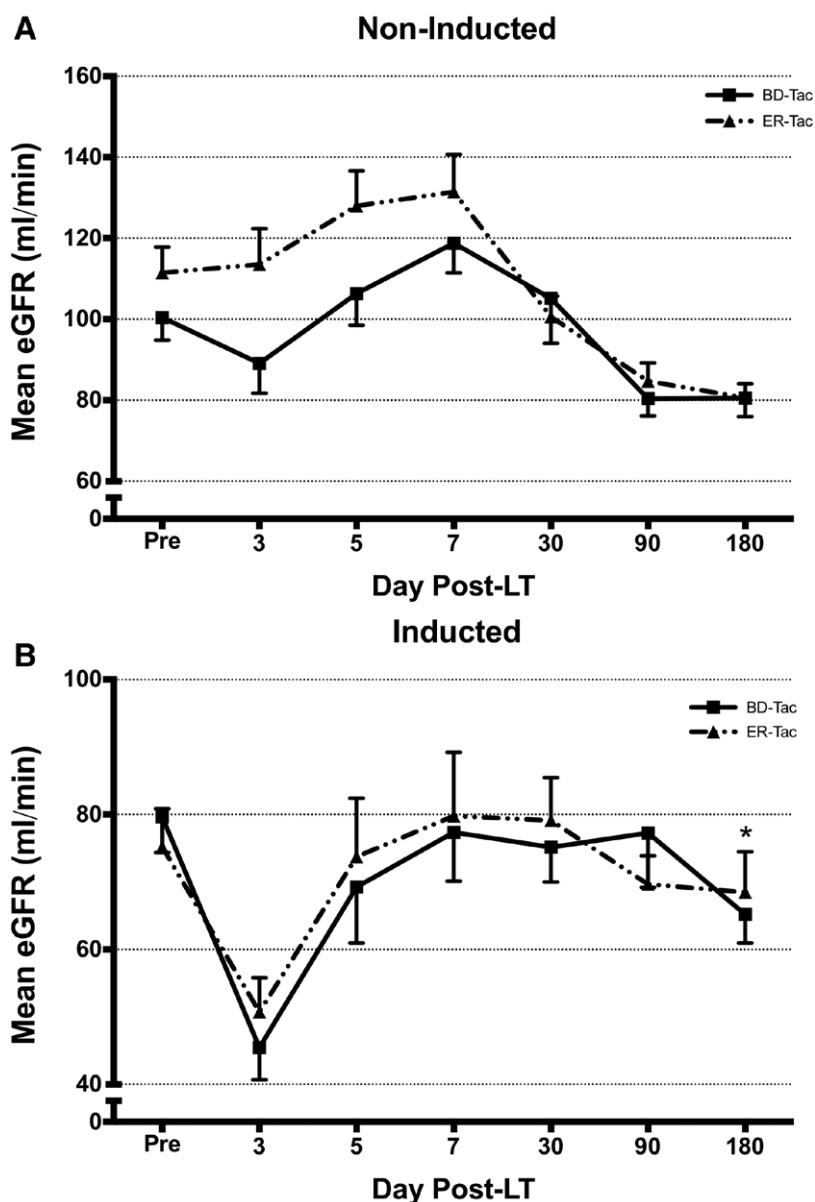 A
Non-Inducted
160
140
120
100
80
60
0
Mean eGFR (ml/min)
BD-Tac
ER-Tac
Pre 3 5 7 30 90 180
Day Post-LT
B
Inducted
100
80
60
40
0
Mean eGFR (ml/min)
BD-Tac
ER-Tac
*
Pre 3 5 7 30 90 180
Day Post-LT